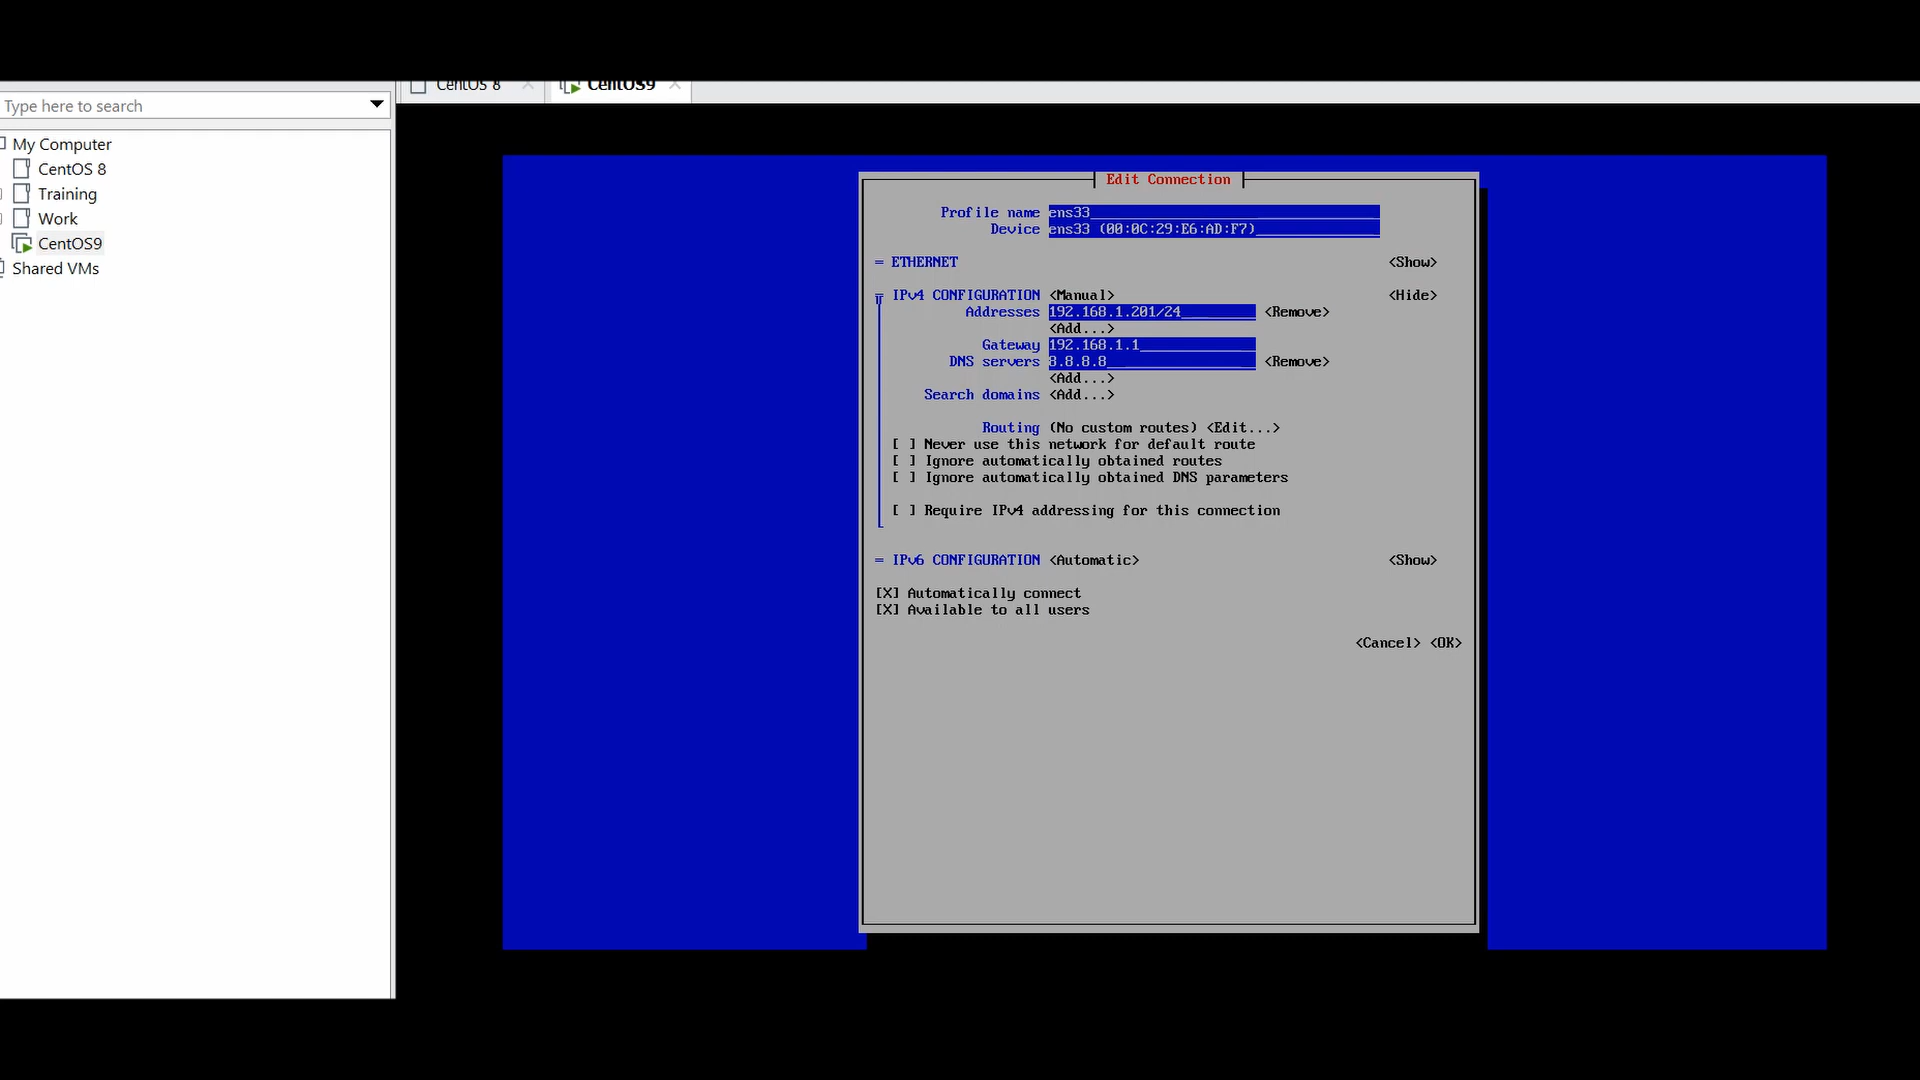 CentOS 8
CentOS9
Type here to search
My Computer
CentOS 8
Training
Work
CentOS9
Shared VMs
Edit Connection
Profile name ens33
Device ens33 (00:0C:29:E6:AD:F7)
= ETHERNET <Show>
IPv4 CONFIGURATION <Manual> <Hide>
Addresses 192.168.1.201/24 <Remove>
<Add...>
Gateway 192.168.1.1
DNS servers 8.8.8.8 <Remove>
<Add...>
Search domains <Add...>
Routing (No custom routes) <Edit...>
[ ] Never use this network for default route
[ ] Ignore automatically obtained routes
[ ] Ignore automatically obtained DNS parameters
[ ] Require IPv4 addressing for this connection
= IPv6 CONFIGURATION <Automatic> <Show>
[X] Automatically connect
[X] Available to all users
<Cancel> <OK>